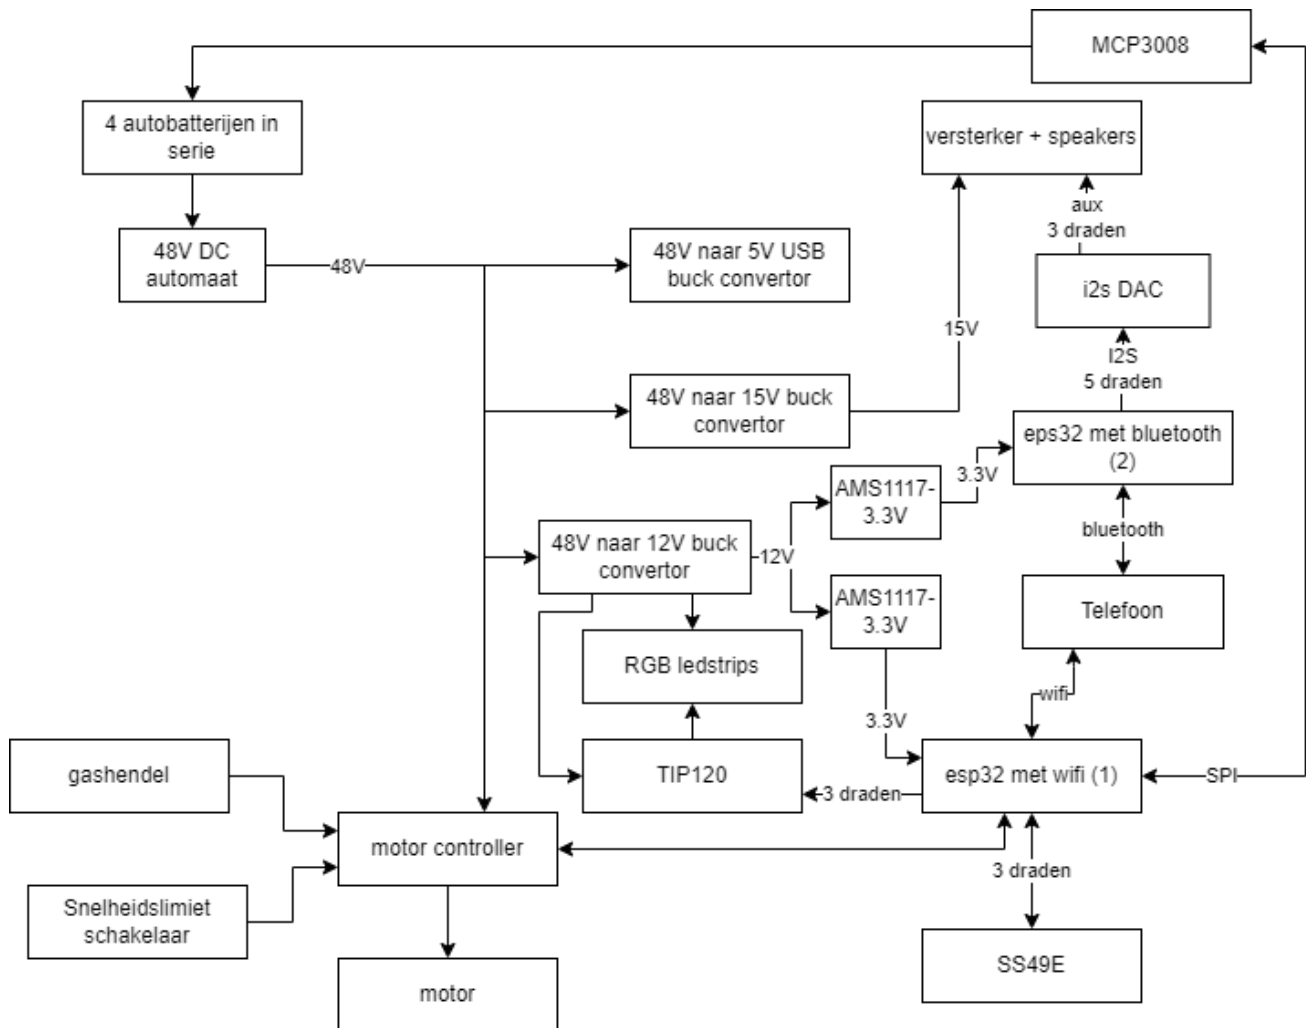 MCP3008
4 autobatterijen in
serie
versterker + speakers
aux
3 draden
48V DC
automaat
48V
48V naar 5V USB
buck convertor
i2s DAC
15V
I2S
5 draden
48V naar 15V buck
convertor
eps32 met bluetooth
(2)
AMS1117-
3.3V
3.3V
48V naar 12V buck
convertor
12V
bluetooth
AMS1117-
3.3V
Telefoon
RGB ledstrips
wifi
3.3V
gashendel
TIP120
3 draden
esp32 met wifi (1)
SPI
motor controller
3 draden
Snelheidslimiet
schakelaar
SS49E
motor